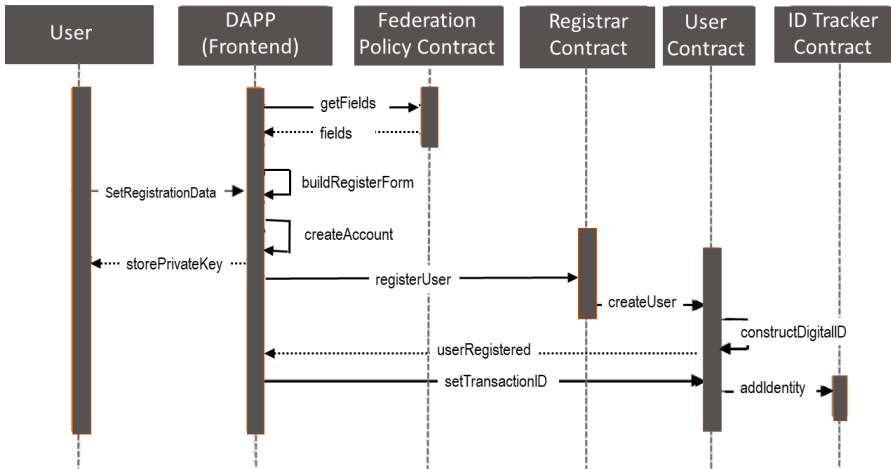 User
DAPP
(Frontend)
Federation
Policy Contract
Registrar
Contract
User
Contract
ID Tracker
Contract
getFields
fields
buildRegisterForm
SetRegistrationData
createAccount
storePrivateKey
registerUser
createUser
constructDigitalID
userRegistered
setTransactionID
addIdentity